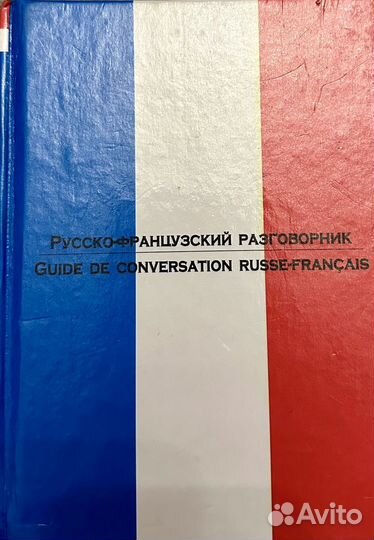 Русско-французский разговорник
Guide de conversation russe-français
Avito